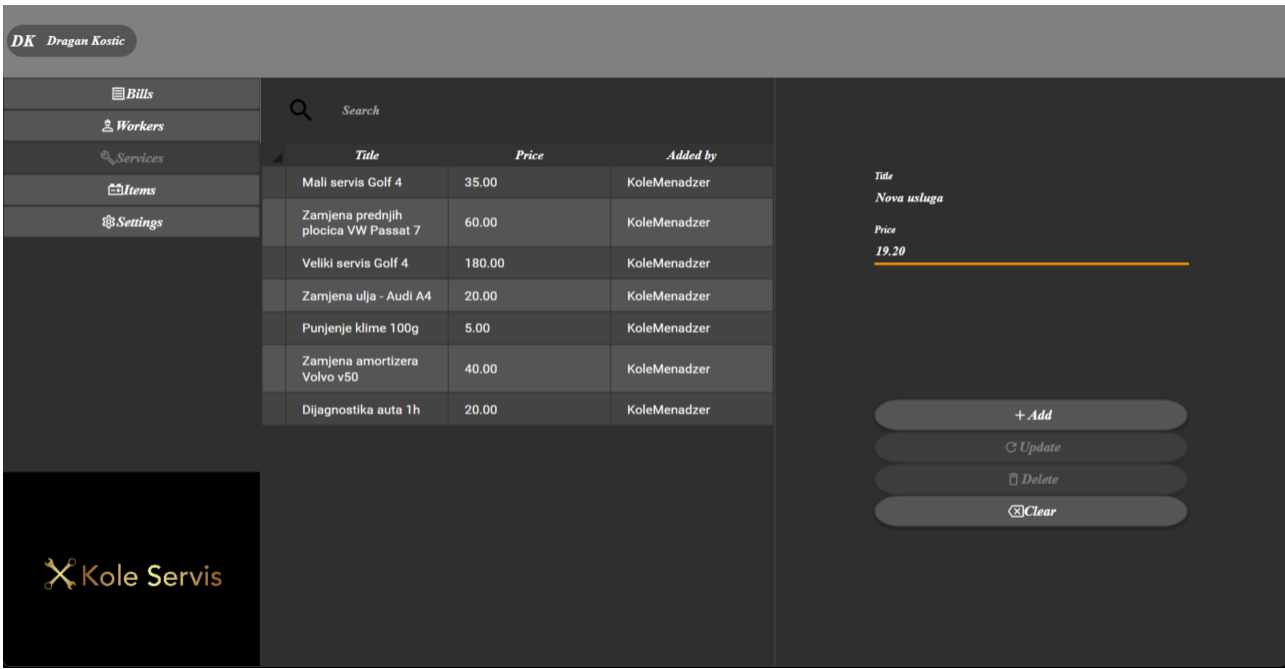 DK Dragan Kostic
Bills
Workers
Services
Items
Settings
Kole Servis
Search
Title Price Added by
Mali servis Golf 4 35.00 KoleMenadzer
Zamjena prednjih
plocica VW Passat 7 60.00 KoleMenadzer
Veliki servis Golf 4 180.00 KoleMenadzer
Zamjena ulja - Audi A4 20.00 KoleMenadzer
Punjenje klime 100g 5.00 KoleMenadzer
Zamjena amortizera
Volvo v50 40.00 KoleMenadzer
Dijagnostika auta 1h 20.00 KoleMenadzer
Title
Nova usluga
Price
19.20
+ Add
Update
Delete
Clear